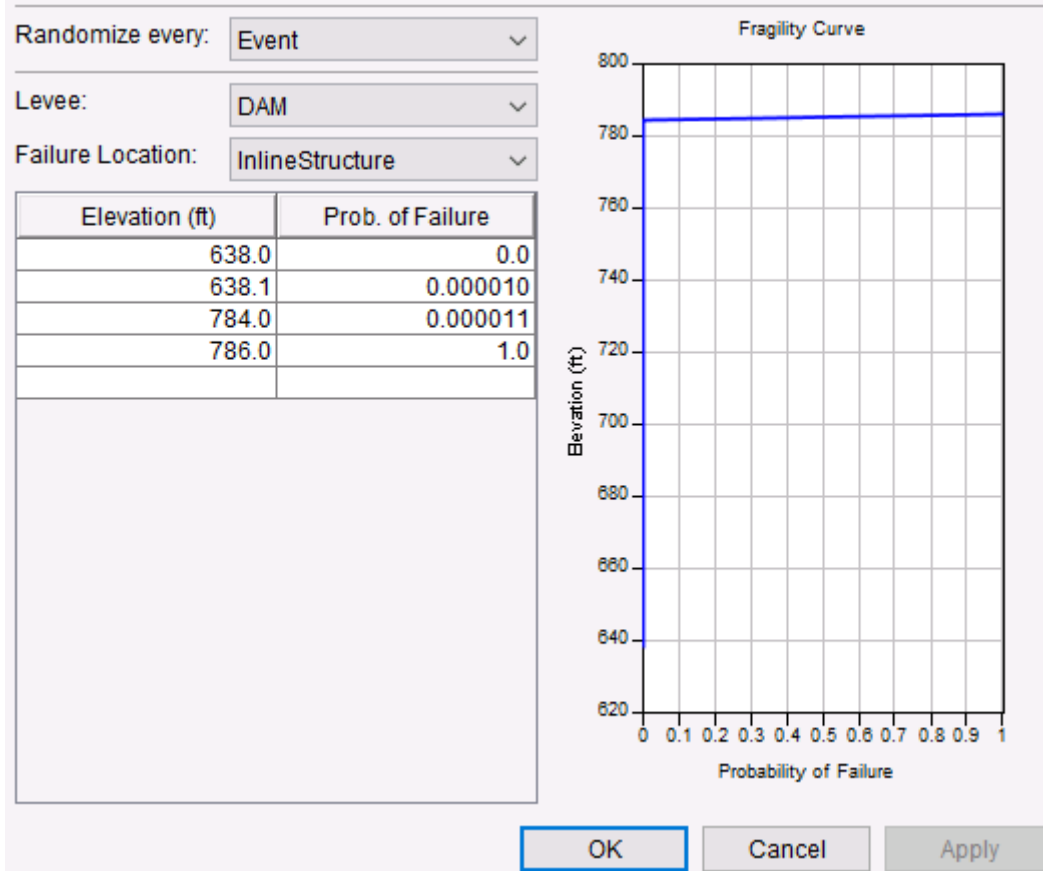 Randomize every: Event
Levee: DAM
Failure Location: InlineStructure
Elevation (ft) Prob. of Failure
638.0 0.0
638.1 0.000010
784.0 0.000011
786.0 1.0
Fragility Curve
800
780
760
740
720
700
680
660
640
620
Elevation (ft)
0 0.1 0.2 0.3 0.4 0.5 0.6 0.7 0.8 0.9 1
Probability of Failure
OK Cancel Apply